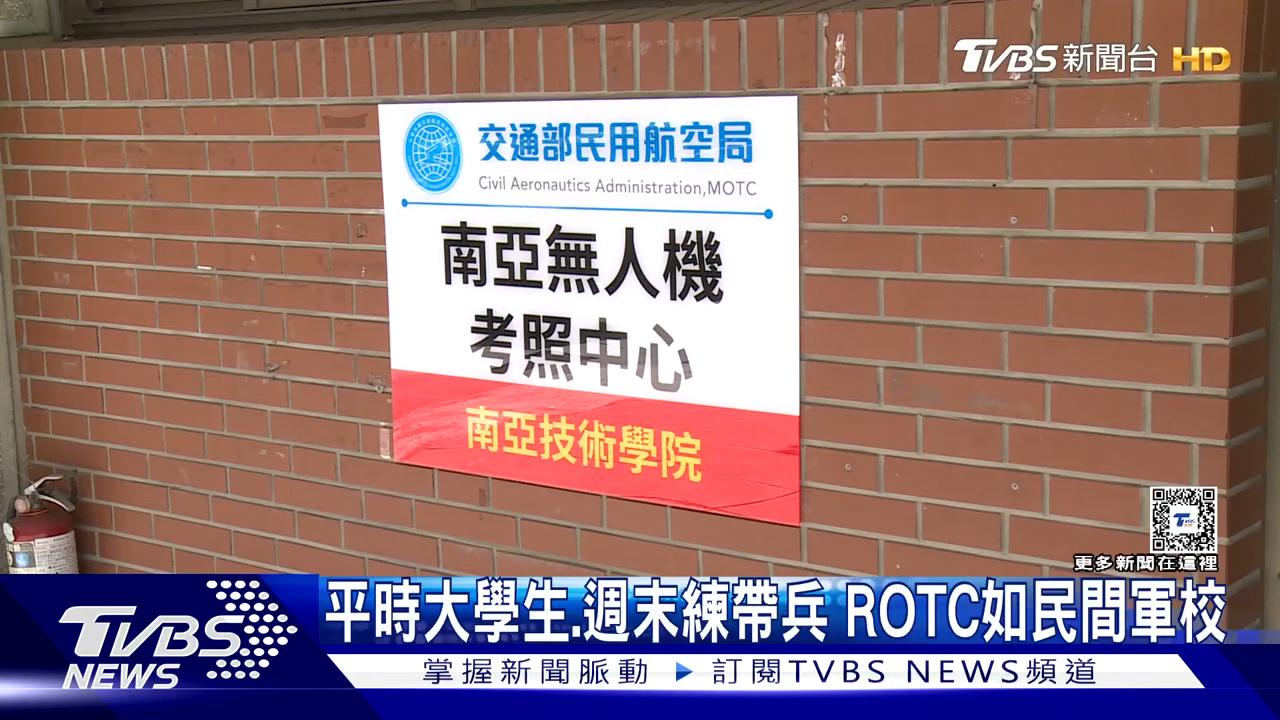 TVBS新聞台 HD
交通部民用航空局
Civil Aeronautics Administration,MOTC
南亞無人機
考照中心
南亞技術學院
TVBS
更多新聞在這裡
TVBS NEWS
平時大學生.週末練帶兵 ROTC如民間軍校
掌握新聞脈動 訂閱TVBS NEWS頻道